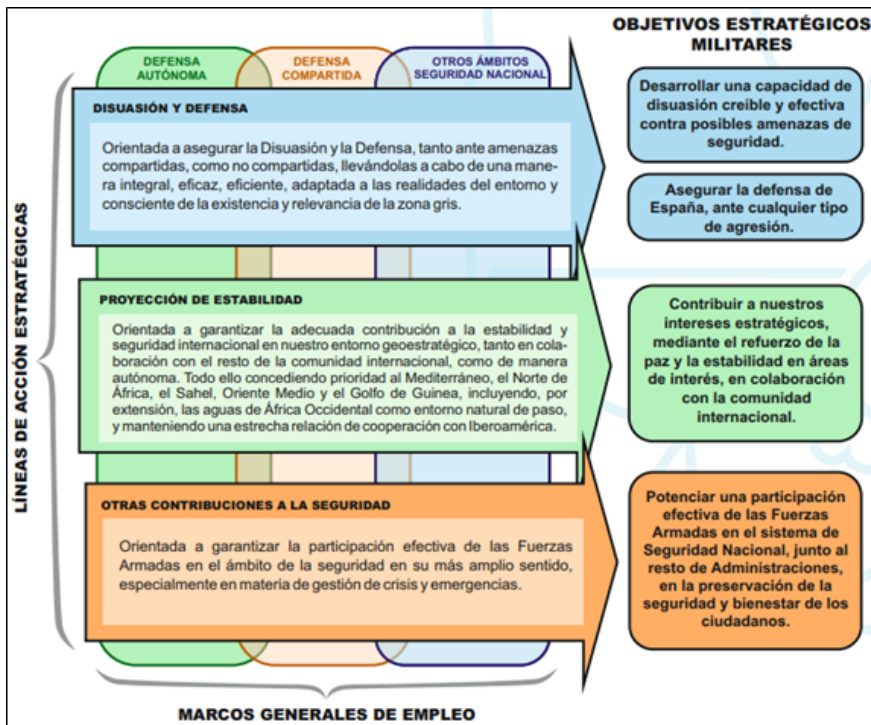 OBJETIVOS ESTRATÉGICOS
MILITARES
DEFENSA
AUTÓNOMA
DEFENSA
COMPARTIDA
OTROS ÁMBITOS
SEGURIDAD NACIONAL
DISUASIÓN Y DEFENSA
Orientada a asegurar la Disuasión y la Defensa, tanto ante amenazas
compartidas, como no compartidas, llevándolas a cabo de una mane-
ra integral, eficaz, eficiente, adaptada a las realidades del entorno y
consciente de la existencia y relevancia de la zona gris.
Desarrollar una capacidad de
disuasión creíble y efectiva
contra posibles amenazas de
seguridad.
Asegurar la defensa de
España, ante cualquier tipo
de agresión.
LÍNEAS DE ACCIÓN ESTRATÉGICAS
PROYECCIÓN DE ESTABILIDAD
Orientada a garantizar la adecuada contribución a la estabilidad y
seguridad internacional en nuestro entorno geoestratégico, tanto en cola-
boración con el resto de la comunidad internacional, como de manera
autónoma. Todo ello concediendo prioridad al Mediterráneo, el Norte de
África, el Sahel, Oriente Medio y el Golfo de Guinea, incluyendo, por
extensión, las aguas de África Occidental como entorno natural de paso,
y manteniendo una estrecha relación de cooperación con Iberoamérica.
Contribuir a nuestros
intereses estratégicos,
mediante el refuerzo de la
paz y la estabilidad en áreas
de interés, en colaboración
con la comunidad
internacional.
OTRAS CONTRIBUCIONES A LA SEGURIDAD
Orientada a garantizar la participación efectiva de las Fuerzas
Armadas en el ámbito de la seguridad en su más amplio sentido,
especialmente en materia de gestión de crisis y emergencias.
Potenciar una participación
efectiva de las Fuerzas
Armadas en el sistema de
Seguridad Nacional, junto al
resto de Administraciones,
en la preservación de la
seguridad y bienestar de los
ciudadanos.
MARCOS GENERALES DE EMPLEO